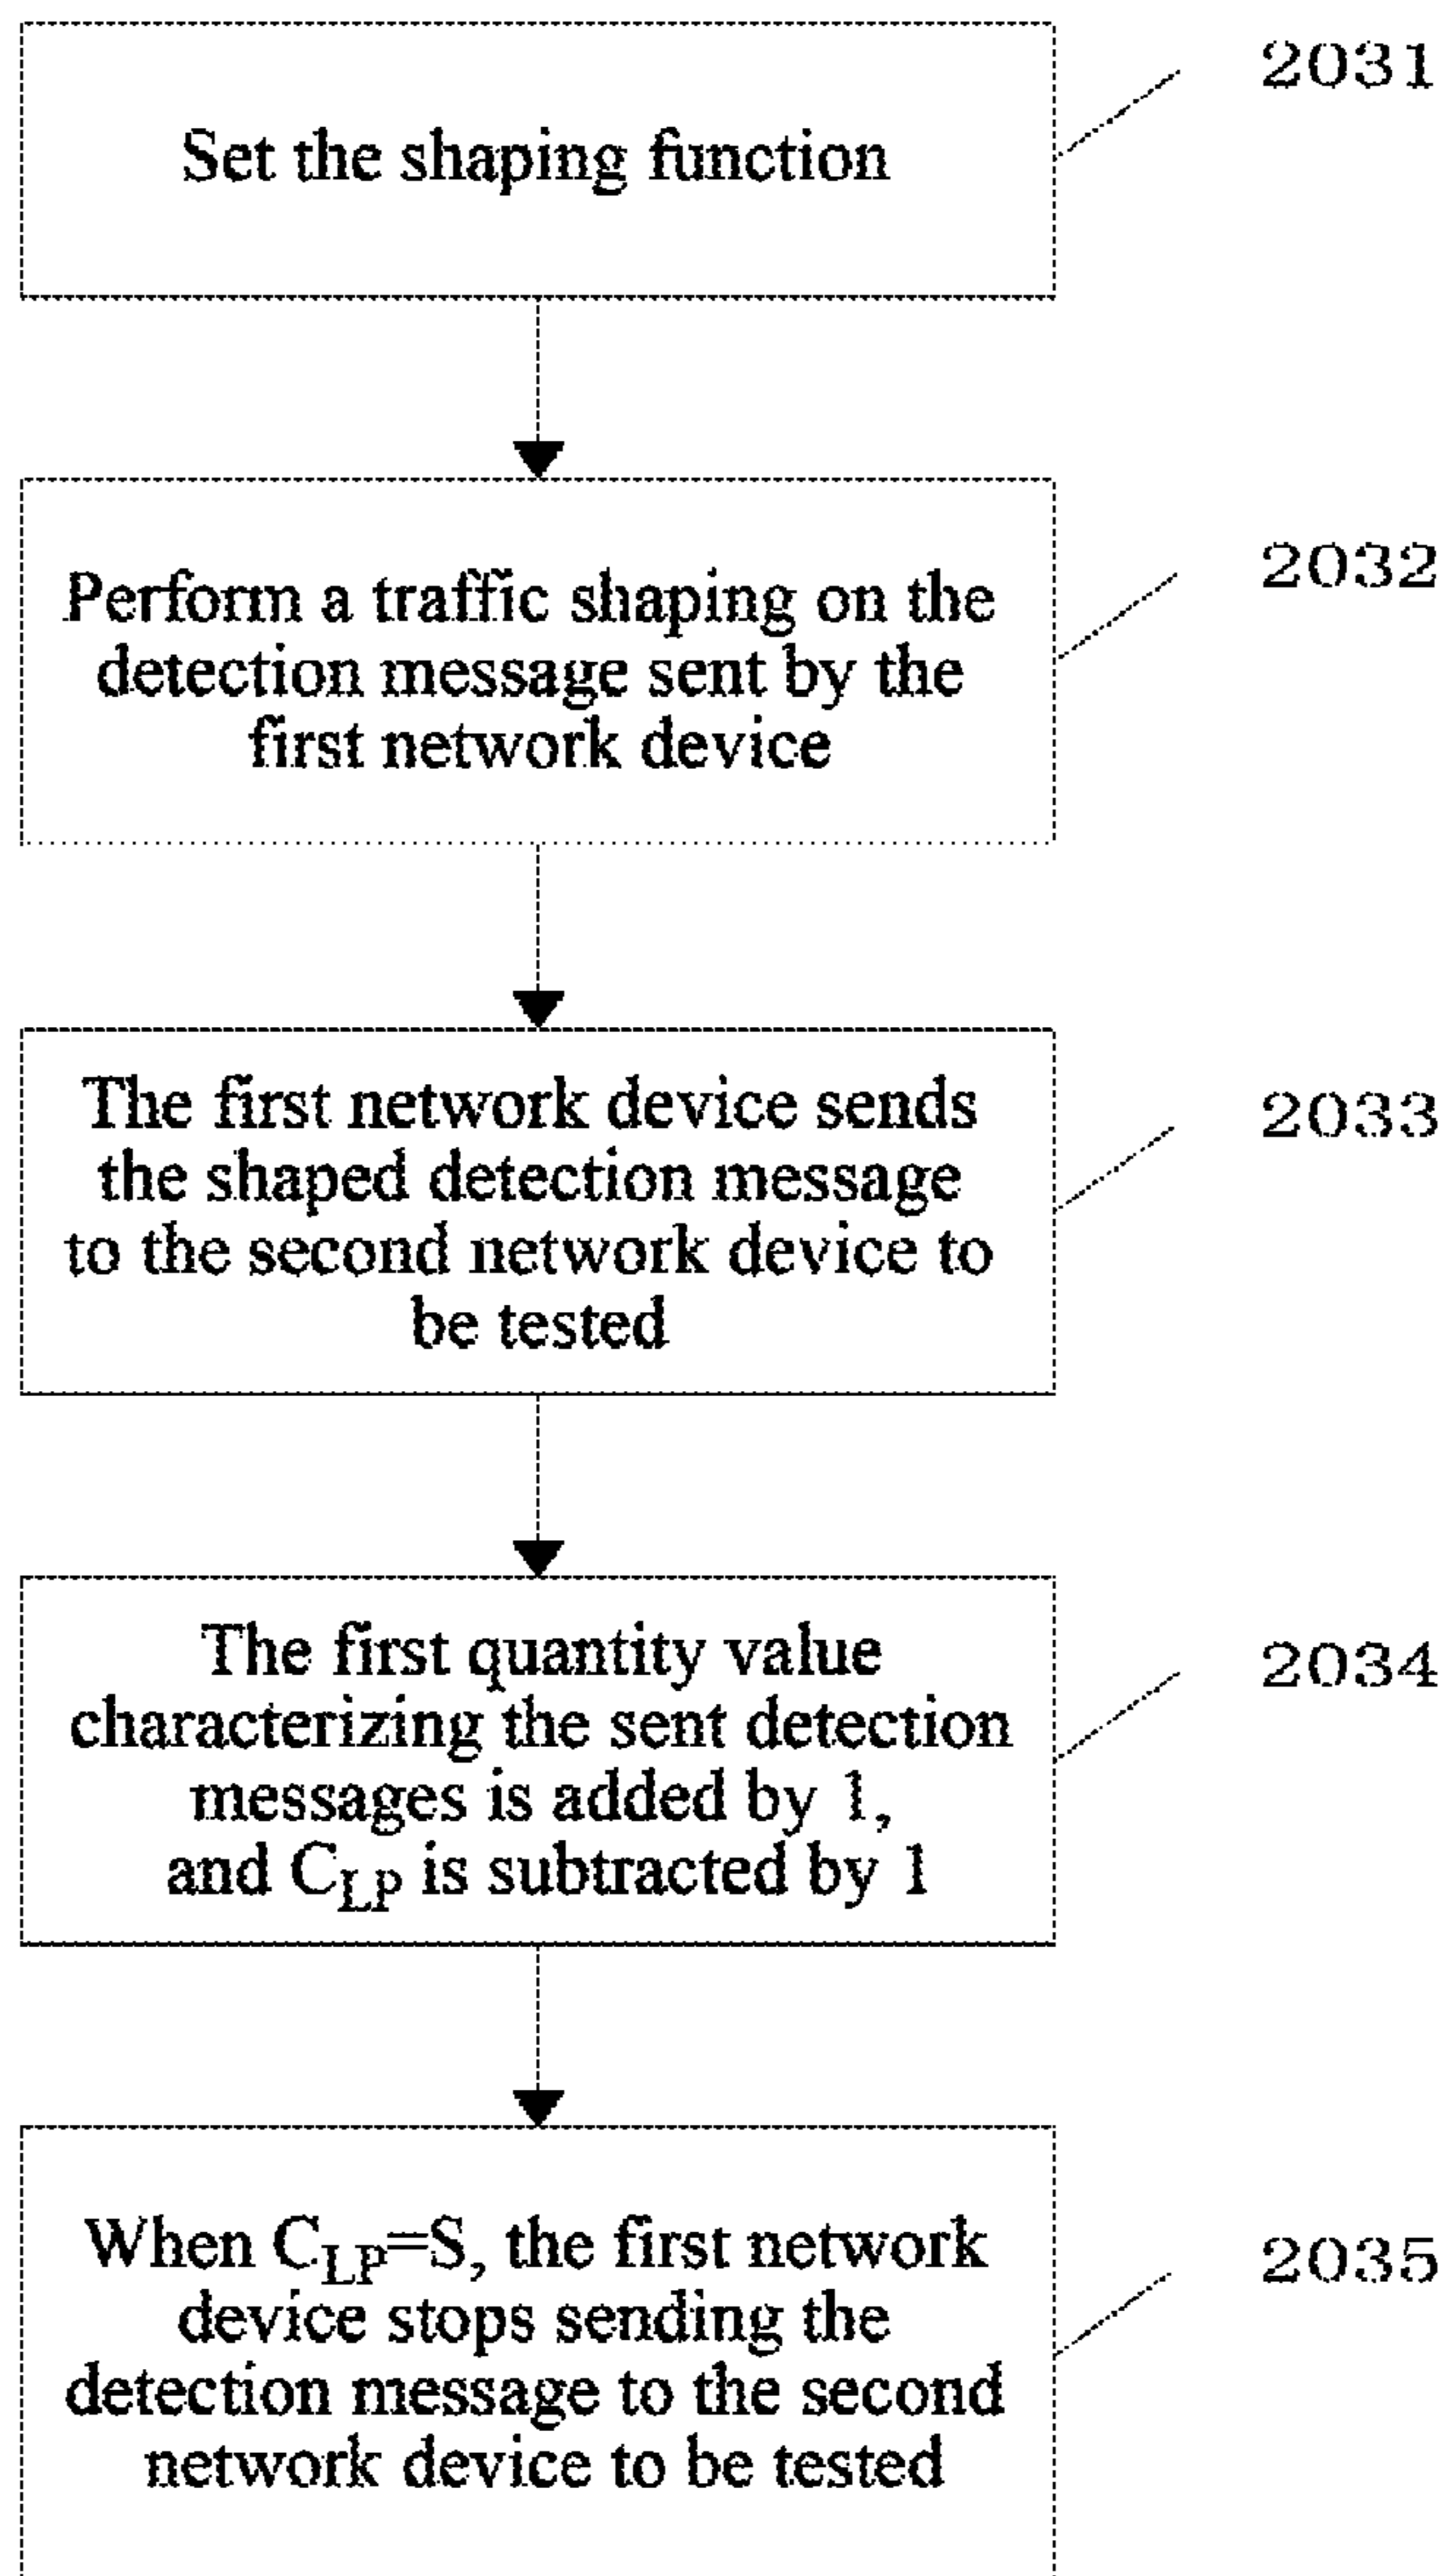 Set the shaping function
2031
Perform a traffic shaping on the
detection message sent by the
first network device
2032
The first network device sends
the shaped detection message
to the second network device to
be tested
2033
The first quantity value
characterizing the sent detection
messages is added by 1,
and C_LP is subtracted by 1
2034
When C_LP=S, the first network
device stops sending the
detection message to the second
network device to be tested
2035